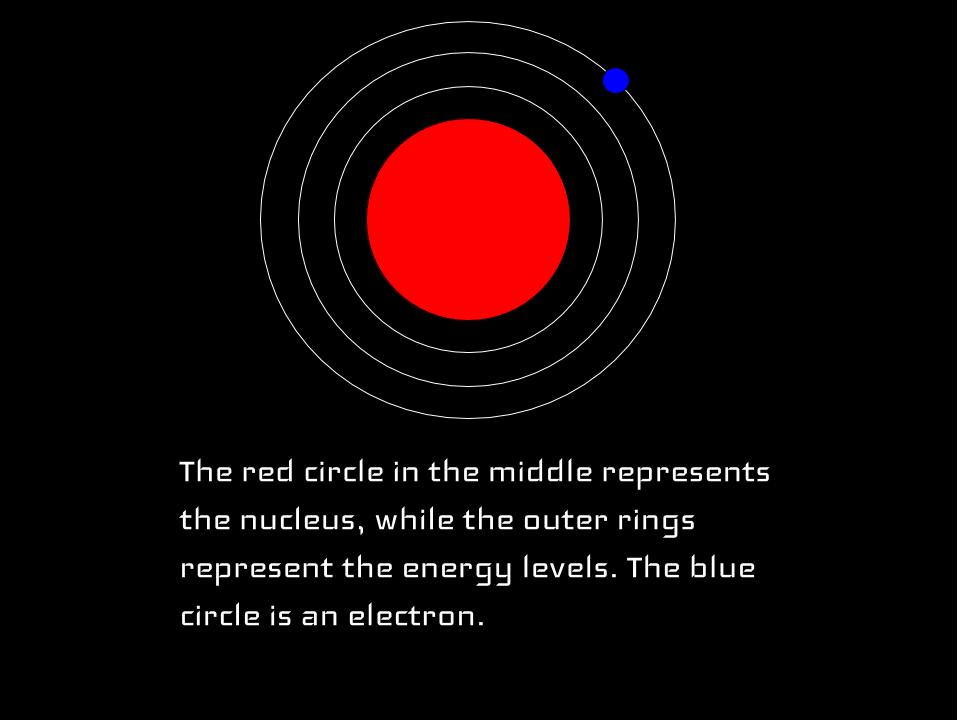 The red circle in the middle represents
the nucleus, while the outer rings
represent the energy levels. The blue
circle is an electron.